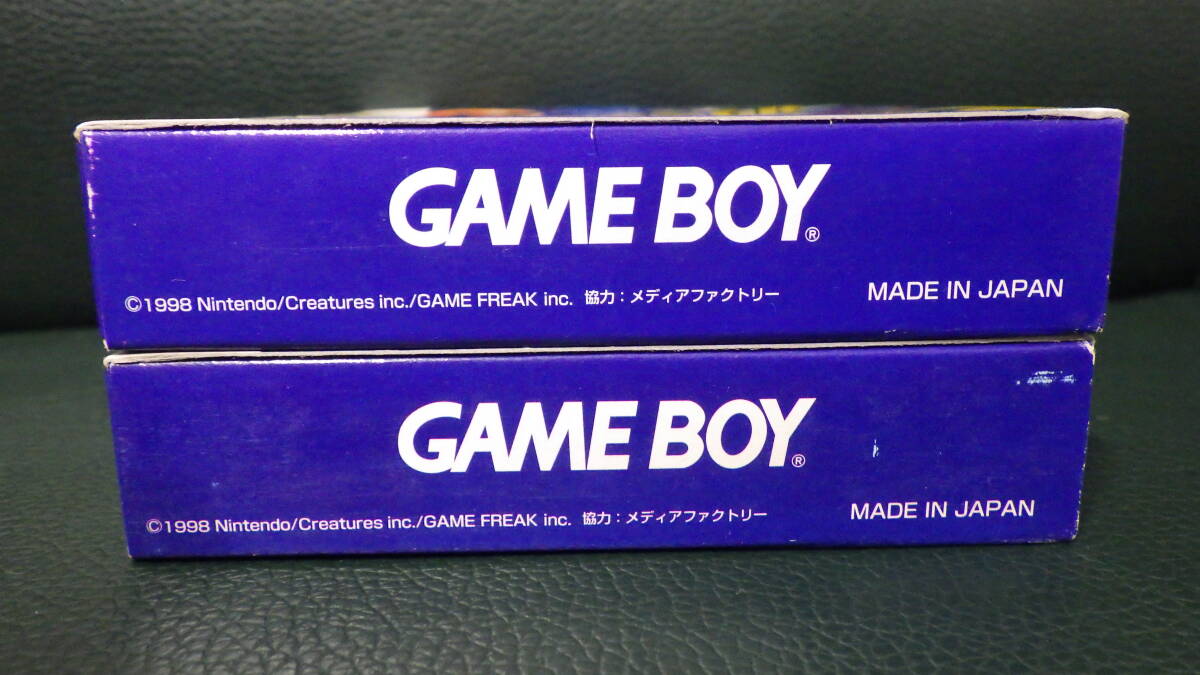 GAME BOY®
©1998 Nintendo/Creatures inc./GAME FREAK inc. 協力：メディアファクトリー MADE IN JAPAN
GAME BOY®
©1998 Nintendo/Creatures inc./GAME FREAK inc. 協力：メディアファクトリー MADE IN JAPAN